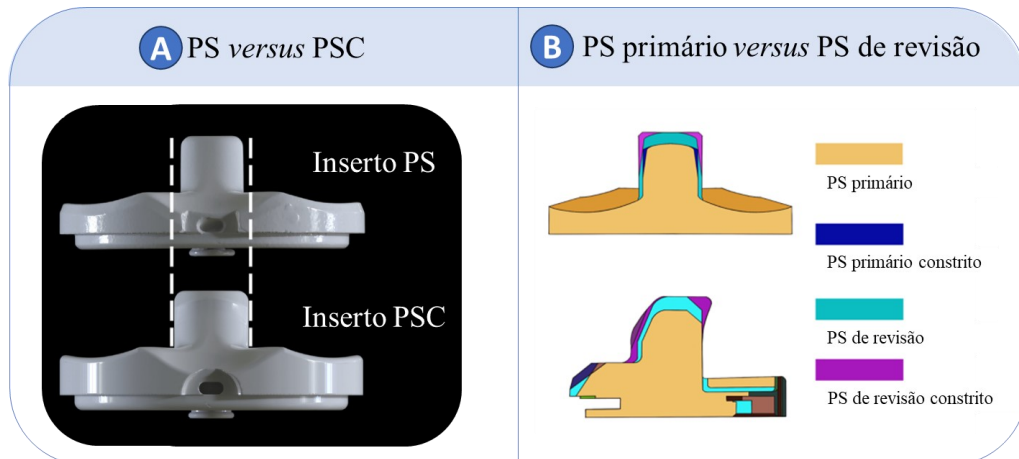 A PS versus PSC
B PS primário versus PS de revisão
Inserto PS
Inserto PSC
PS primário
PS primário constrito
PS de revisão
PS de revisão constrito